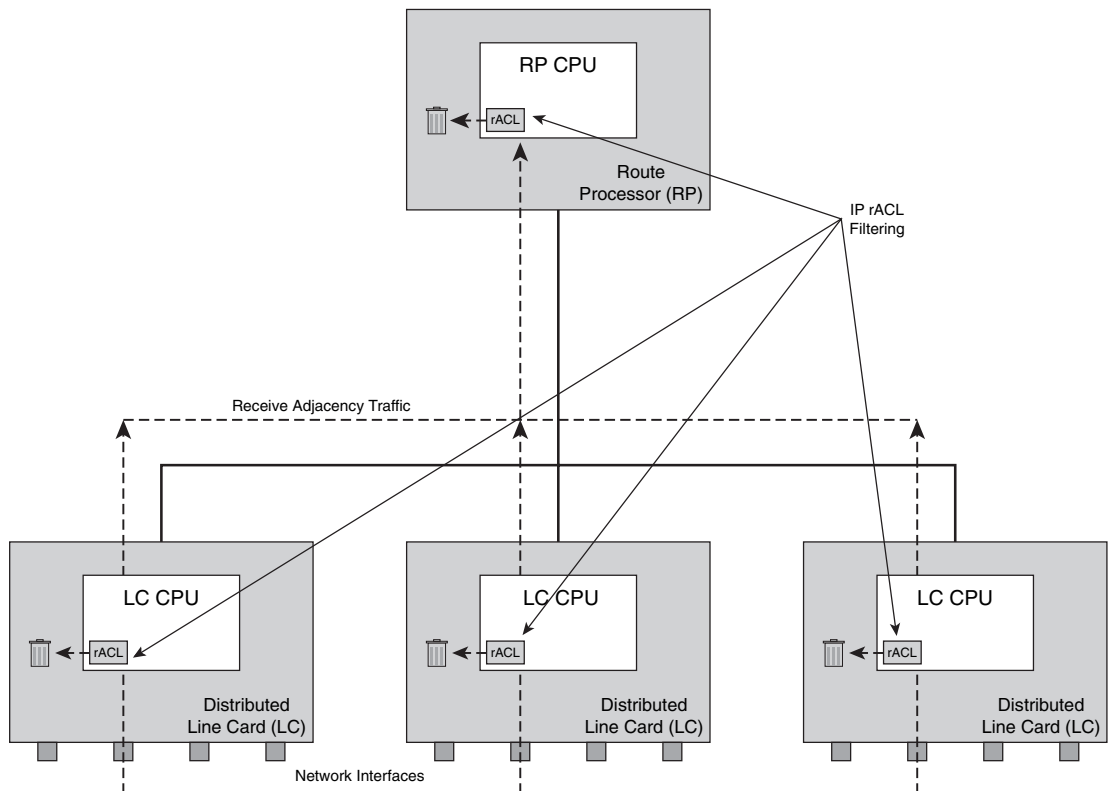 RP CPU
rACL
Route
Processor (RP)
IP rACL
Filtering
Receive Adjacency Traffic
LC CPU
rACL
Distributed
Line Card (LC)
LC CPU
rACL
Distributed
Line Card (LC)
LC CPU
rACL
Distributed
Line Card (LC)
Network Interfaces